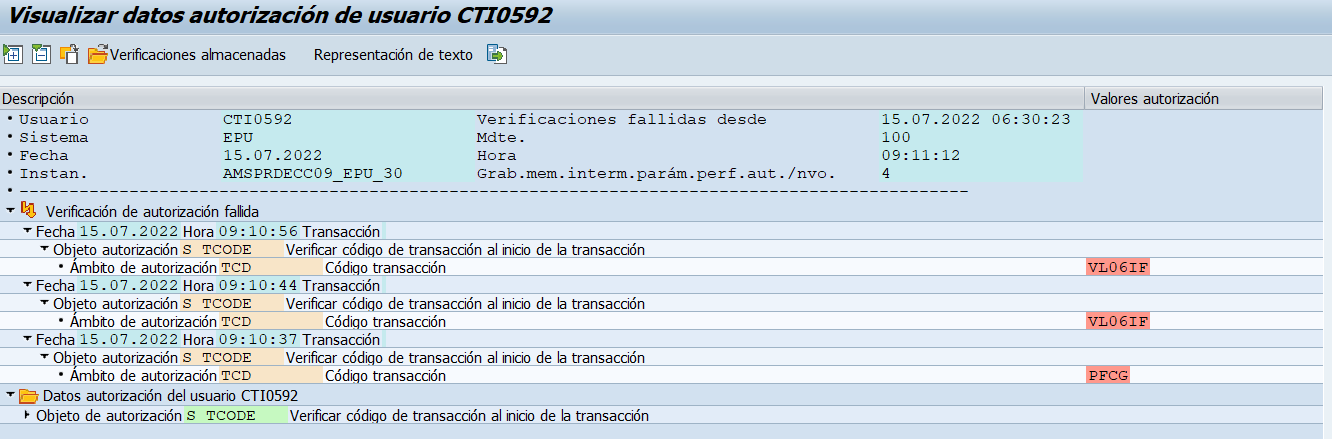 Visualizar datos autorización de usuario CTI0592
Verificaciones almacenadas Representación de texto
Descripción Valores autorización
• Usuario CTI0592 Verificaciones fallidas desde 15.07.2022 06:30:23
• Sistema EPU Mdte. 100
• Fecha 15.07.2022 Hora 09:11:12
• Instan. AMSPRDECC09_EPU_30 Grab.mem.interm.parám.perf.aut./nvo. 4
• -----------------------------------------------------------------------------------------------
Verificación de autorización fallida
Fecha 15.07.2022 Hora 09:10:56 Transacción
Objeto autorización S_TCODE Verificar código de transacción al inicio de la transacción
• Ámbito de autorización TCD Código transacción VL06IF
Fecha 15.07.2022 Hora 09:10:44 Transacción
Objeto autorización S_TCODE Verificar código de transacción al inicio de la transacción
• Ámbito de autorización TCD Código transacción VL06IF
Fecha 15.07.2022 Hora 09:10:37 Transacción
Objeto autorización S_TCODE Verificar código de transacción al inicio de la transacción
• Ámbito de autorización TCD Código transacción PFCG
Datos autorización del usuario CTI0592
Objeto de autorización S_TCODE Verificar código de transacción al inicio de la transacción